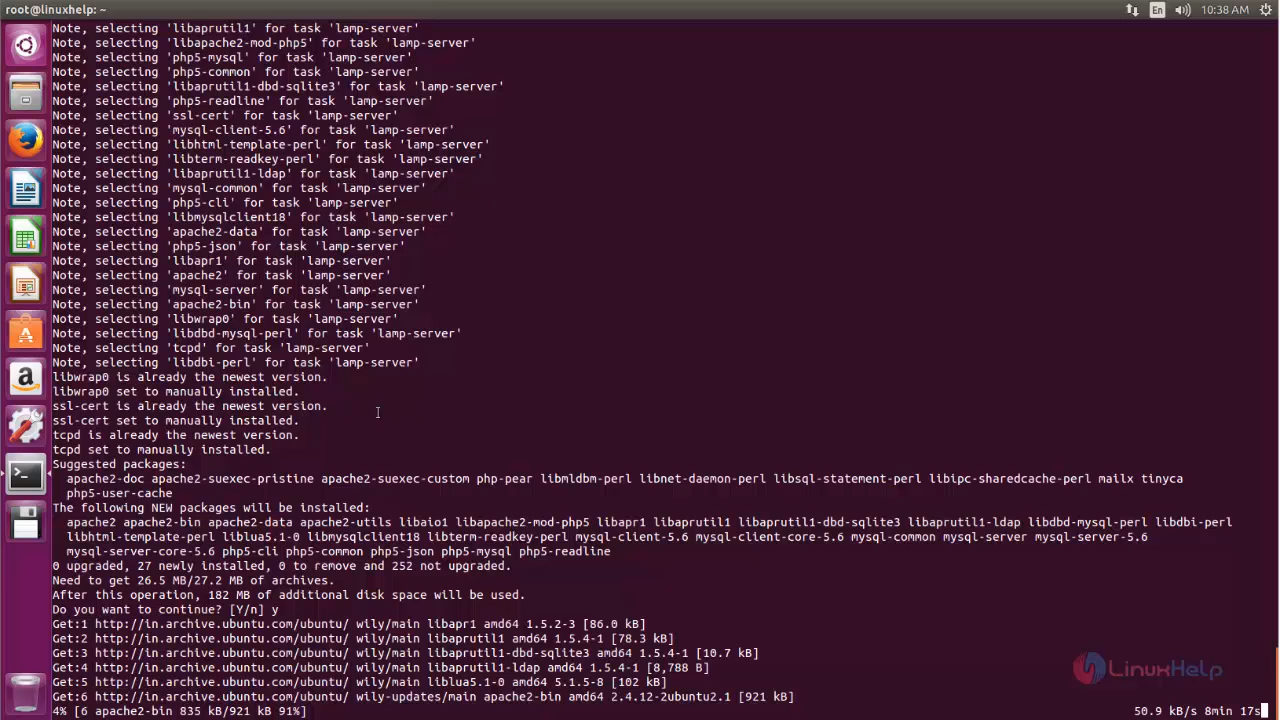 root@linuxhelp: ~
En
10:38 AM
Note, selecting 'libaprutil1' for task 'lamp-server'
Note, selecting 'libapache2-mod-php5' for task 'lamp-server'
Note, selecting 'php5-mysql' for task 'lamp-server'
Note, selecting 'php5-common' for task 'lamp-server'
Note, selecting 'libaprutil1-dbd-sqlite3' for task 'lamp-server'
Note, selecting 'php5-readline' for task 'lamp-server'
Note, selecting 'ssl-cert' for task 'lamp-server'
Note, selecting 'mysql-client-5.6' for task 'lamp-server'
Note, selecting 'libhtml-template-perl' for task 'lamp-server'
Note, selecting 'libterm-readkey-perl' for task 'lamp-server'
Note, selecting 'libaprutil1-ldap' for task 'lamp-server'
Note, selecting 'mysql-common' for task 'lamp-server'
Note, selecting 'php5-cli' for task 'lamp-server'
Note, selecting 'libmysqlclient18' for task 'lamp-server'
Note, selecting 'apache2-data' for task 'lamp-server'
Note, selecting 'php5-json' for task 'lamp-server'
Note, selecting 'libapr1' for task 'lamp-server'
Note, selecting 'apache2' for task 'lamp-server'
Note, selecting 'mysql-server' for task 'lamp-server'
Note, selecting 'apache2-bin' for task 'lamp-server'
Note, selecting 'libwrap0' for task 'lamp-server'
Note, selecting 'libdbd-mysql-perl' for task 'lamp-server'
Note, selecting 'tcpd' for task 'lamp-server'
Note, selecting 'libdbi-perl' for task 'lamp-server'
libwrap0 is already the newest version.
libwrap0 set to manually installed.
ssl-cert is already the newest version.
ssl-cert set to manually installed.
tcpd is already the newest version.
tcpd set to manually installed.
Suggested packages:
apache2-doc apache2-suexec-pristine apache2-suexec-custom php-pear libmldbm-perl libnet-daemon-perl libsql-statement-perl libipc-sharedcache-perl mailx tinyca
php5-user-cache
The following NEW packages will be installed:
apache2 apache2-bin apache2-data apache2-utils libaio1 libapache2-mod-php5 libapr1 libaprutil1 libaprutil1-dbd-sqlite3 libaprutil1-ldap libdbd-mysql-perl libdbi-perl
libhtml-template-perl liblua5.1-0 libmysqlclient18 libterm-readkey-perl mysql-client-5.6 mysql-client-core-5.6 mysql-common mysql-server mysql-server-5.6
mysql-server-core-5.6 php5-cli php5-common php5-json php5-mysql php5-readline
0 upgraded, 27 newly installed, 0 to remove and 252 not upgraded.
Need to get 26.5 MB/27.2 MB of archives.
After this operation, 182 MB of additional disk space will be used.
Do you want to continue? [Y/n] y
Get:1 http://in.archive.ubuntu.com/ubuntu/ wily/main libapr1 amd64 1.5.2-3 [86.0 kB]
Get:2 http://in.archive.ubuntu.com/ubuntu/ wily/main libaprutil1 amd64 1.5.4-1 [78.3 kB]
Get:3 http://in.archive.ubuntu.com/ubuntu/ wily/main libaprutil1-dbd-sqlite3 amd64 1.5.4-1 [10.7 kB]
Get:4 http://in.archive.ubuntu.com/ubuntu/ wily/main libaprutil1-ldap amd64 1.5.4-1 [8,788 B]
Get:5 http://in.archive.ubuntu.com/ubuntu/ wily/main liblua5.1-0 amd64 5.1.5-8 [102 kB]
Get:6 http://in.archive.ubuntu.com/ubuntu/ wily-updates/main apache2-bin amd64 2.4.12-2ubuntu2.1 [921 kB]
4% [6 apache2-bin 835 kB/921 kB 91%] 50.9 kB/s 8min 17s
LinuxHelp